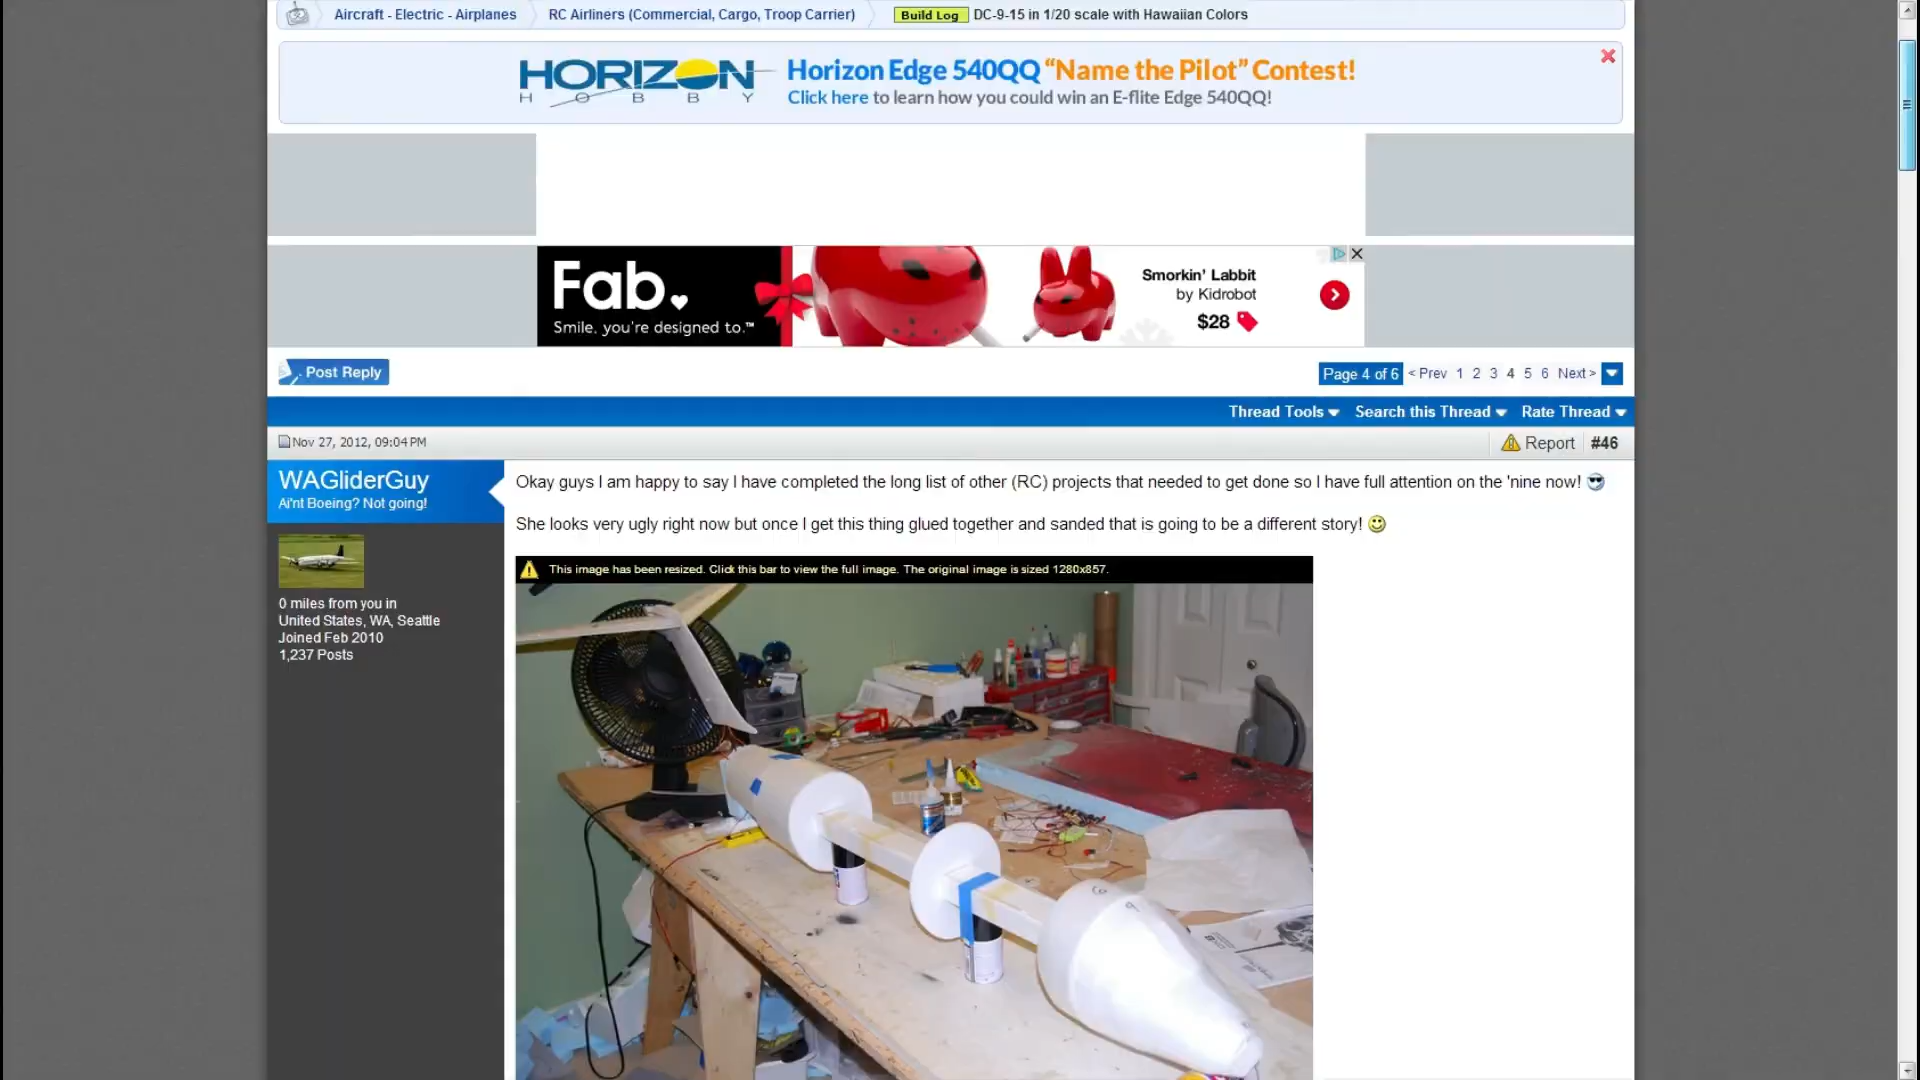 Aircraft - Electric - Airplanes
RC Airliners (Commercial, Cargo, Troop Carrier)
Build Log DC-9-15 in 1/20 scale with Hawaiian Colors
HORIZON
HOBBY
Horizon Edge 540QQ “Name the Pilot” Contest!
Click here to learn how you could win an E-flite Edge 540QQ!
Fab.
Smile, you're designed to.™
Smorkin' Labbit
by Kidrobot
$28
Post Reply
Page 4 of 6 < Prev 1 2 3 4 5 6 Next >
Thread Tools Search this Thread Rate Thread
Nov 27, 2012, 09:04 PM
Report #46
WAGliderGuy
Ai'nt Boeing? Not going!
0 miles from you in
United States, WA, Seattle
Joined Feb 2010
1,237 Posts
Okay guys I am happy to say I have completed the long list of other (RC) projects that needed to get done so I have full attention on the 'nine now!
She looks very ugly right now but once I get this thing glued together and sanded that is going to be a different story!
This image has been resized. Click this bar to view the full image. The original image is sized 1280x857.